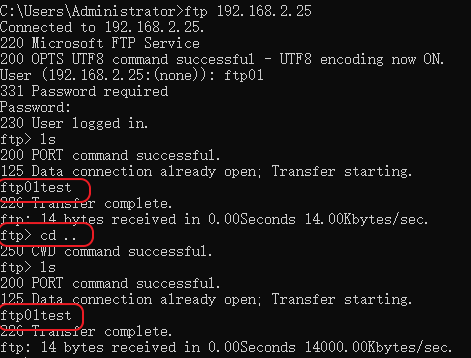 C:\Users\Administrator>ftp 192.168.2.25
Connected to 192.168.2.25.
220 Microsoft FTP Service
200 OPTS UTF8 command successful - UTF8 encoding now ON.
User (192.168.2.25:(none)): ftp01
331 Password required
Password:
230 User logged in.
ftp> ls
200 PORT command successful.
125 Data connection already open; Transfer starting.
ftp01test
226 Transfer complete.
ftp: 14 bytes received in 0.00Seconds 14.00Kbytes/sec.
ftp> cd ..
250 CWD command successful.
ftp> ls
200 PORT command successful.
125 Data connection already open; Transfer starting.
ftp01test
226 Transfer complete.
ftp: 14 bytes received in 0.00Seconds 14000.00Kbytes/sec.